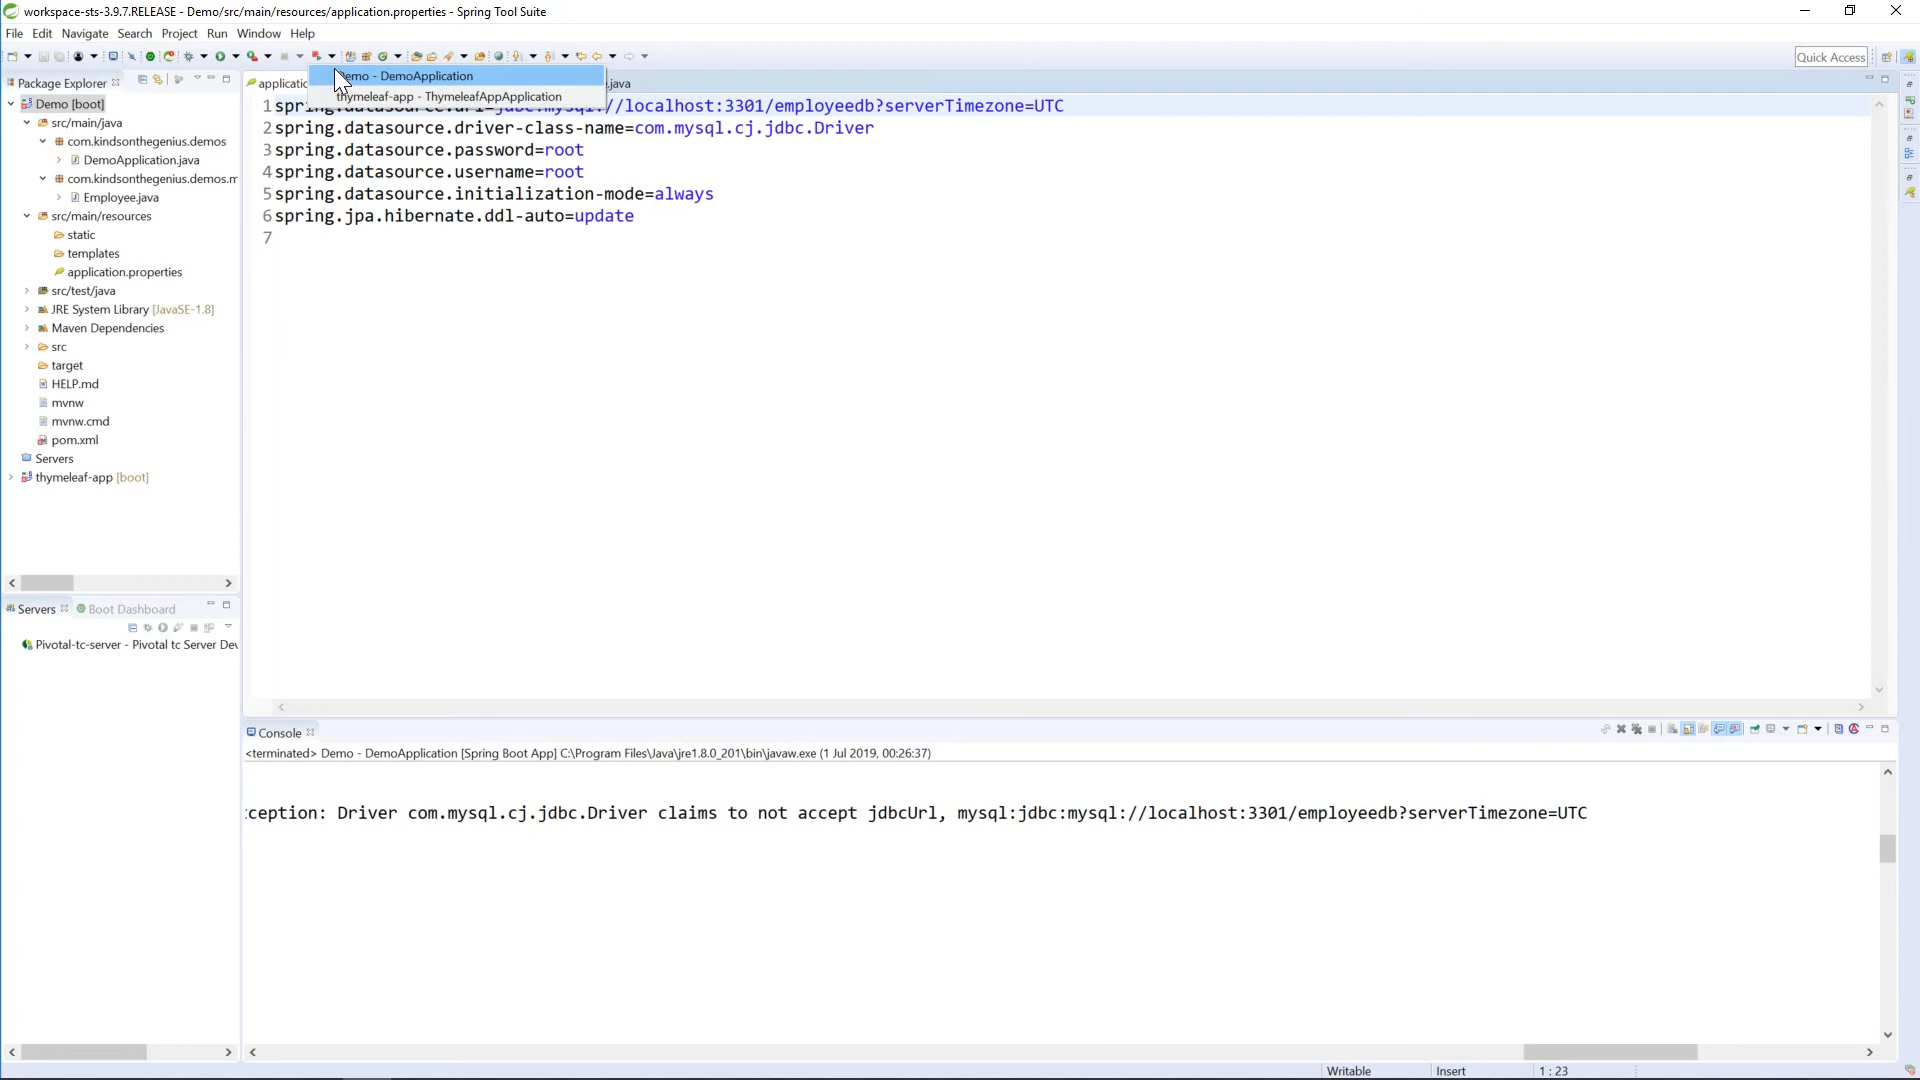 workspace-sts-3.9.7.RELEASE - Demo/src/main/resources/application.properties - Spring Tool Suite
File Edit Navigate Search Project Run Window Help
Quick Access
Package Explorer
Demo [boot]
src/main/java
com.kindsonthegenius.demos
DemoApplication.java
com.kindsonthegenius.demos.m
Employee.java
src/main/resources
static
templates
application.properties
src/test/java
JRE System Library [JavaSE-1.8]
Maven Dependencies
src
target
HELP.md
mvnw
mvnw.cmd
pom.xml
Servers
thymeleaf-app [boot]
Servers Boot Dashboard
Pivotal-tc-server - Pivotal tc Server Dev
applicatio .java
Demo - DemoApplication
thymeleaf-app - ThymeleafAppApplication
1 spring.datasource.url=jdbc:mysql://localhost:3301/employeedb?serverTimezone=UTC
2 spring.datasource.driver-class-name=com.mysql.cj.jdbc.Driver
3 spring.datasource.password=root
4 spring.datasource.username=root
5 spring.datasource.initialization-mode=always
6 spring.jpa.hibernate.ddl-auto=update
7
Console
<terminated> Demo - DemoApplication [Spring Boot App] C:\Program Files\Java\jre1.8.0_201\bin\javaw.exe (1 Jul 2019, 00:26:37)
ception: Driver com.mysql.cj.jdbc.Driver claims to not accept jdbcUrl, mysql:jdbc:mysql://localhost:3301/employeedb?serverTimezone=UTC
Writable Insert 1 : 23